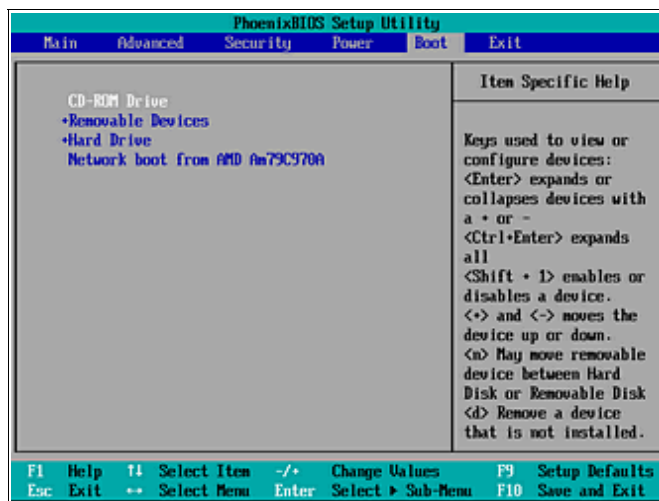 PhoenixBIOS Setup Utility
Main Advanced Security Power Boot Exit
CD-ROM Drive
+Removable Devices
+Hard Drive
Network boot from AMD Am79C970A
Item Specific Help
Keys used to view or
configure devices:
<Enter> expands or
collapses devices with
a + or -
<Ctrl+Enter> expands
all
<Shift + 1> enables or
disables a device.
<+> and <-> moves the
device up or down.
<n> May move removable
device between Hard
Disk or Removable Disk
<d> Remove a device
that is not installed.
F1 Help ↑↓ Select Item -/+ Change Values F9 Setup Defaults
Esc Exit ↔ Select Menu Enter Select ▶ Sub-Menu F10 Save and Exit